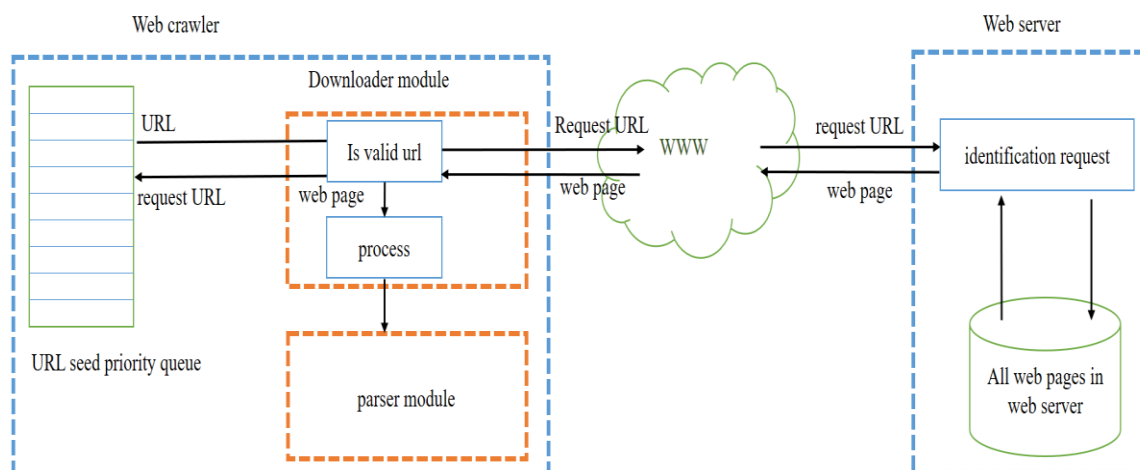 Web crawler
Web server
Downloader module
URL
Is valid url
Request URL
WWW
request URL
identification request
request URL
web page
web page
web page
process
URL seed priority queue
parser module
All web pages in
web server